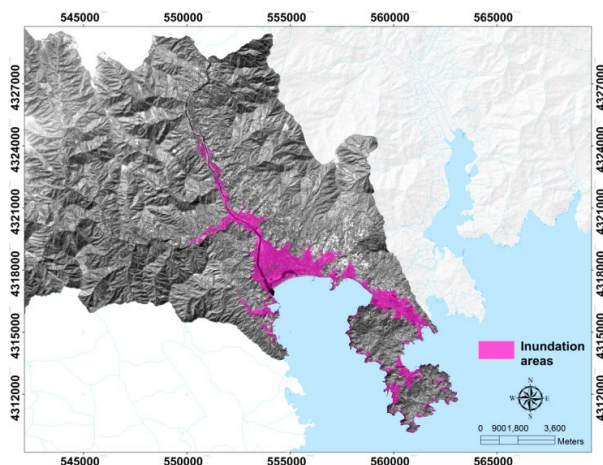 545000 550000 555000 560000 565000
4327000 4327000
4324000 4324000
4321000 4321000
4318000 4318000
4315000 4315000
4312000 4312000
Inundation
areas
N
W E
S
0 900 1,800 3,600
Meters
545000 550000 555000 560000 565000